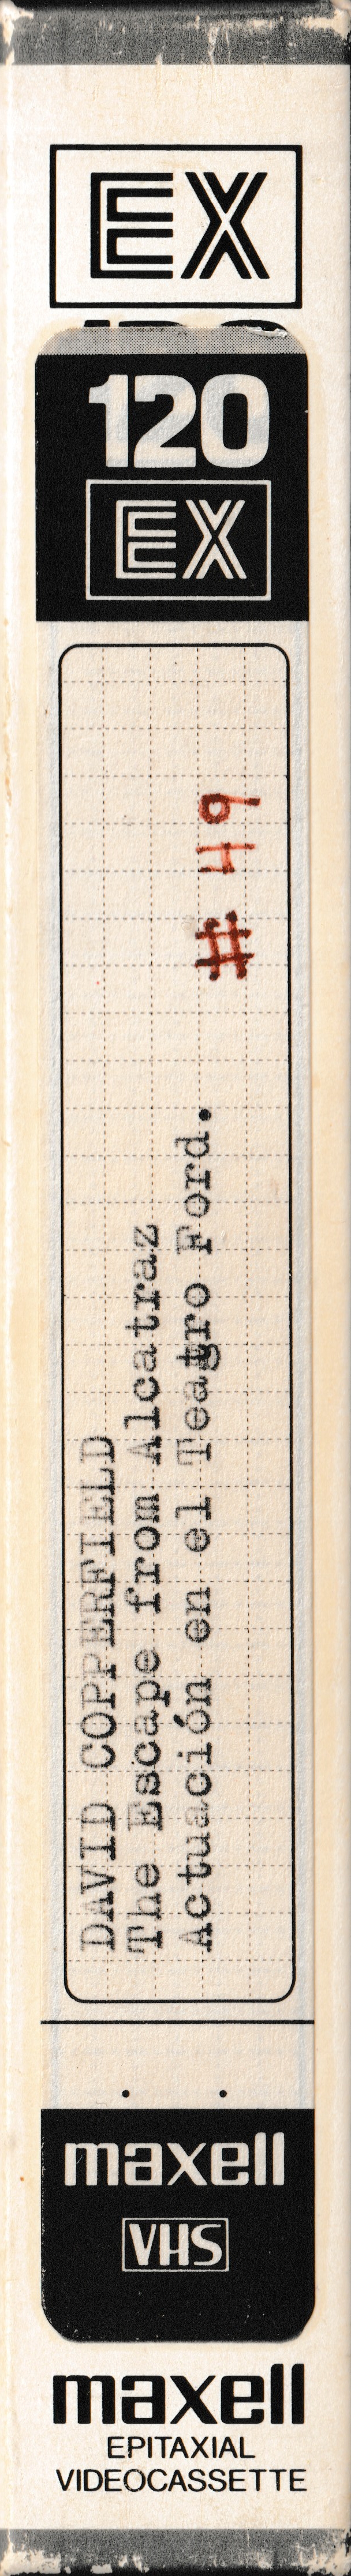 EX
120
EX
# 49
DAVID COPPERFIELD
The Escape from Alcatraz
Actuación en el Teatro Ford.
maxell
VHS
maxell
EPITAXIAL
VIDEOCASSETTE